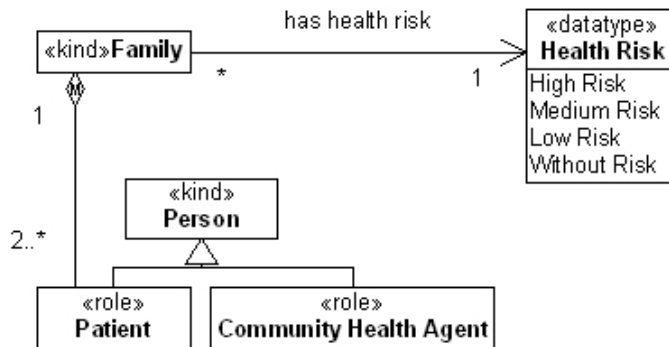 has health risk
«kind»Family
*
1
«datatype»
Health Risk
High Risk
Medium Risk
Low Risk
Without Risk
M
1
2..*
«kind»
Person
«role»
Patient
«role»
Community Health Agent